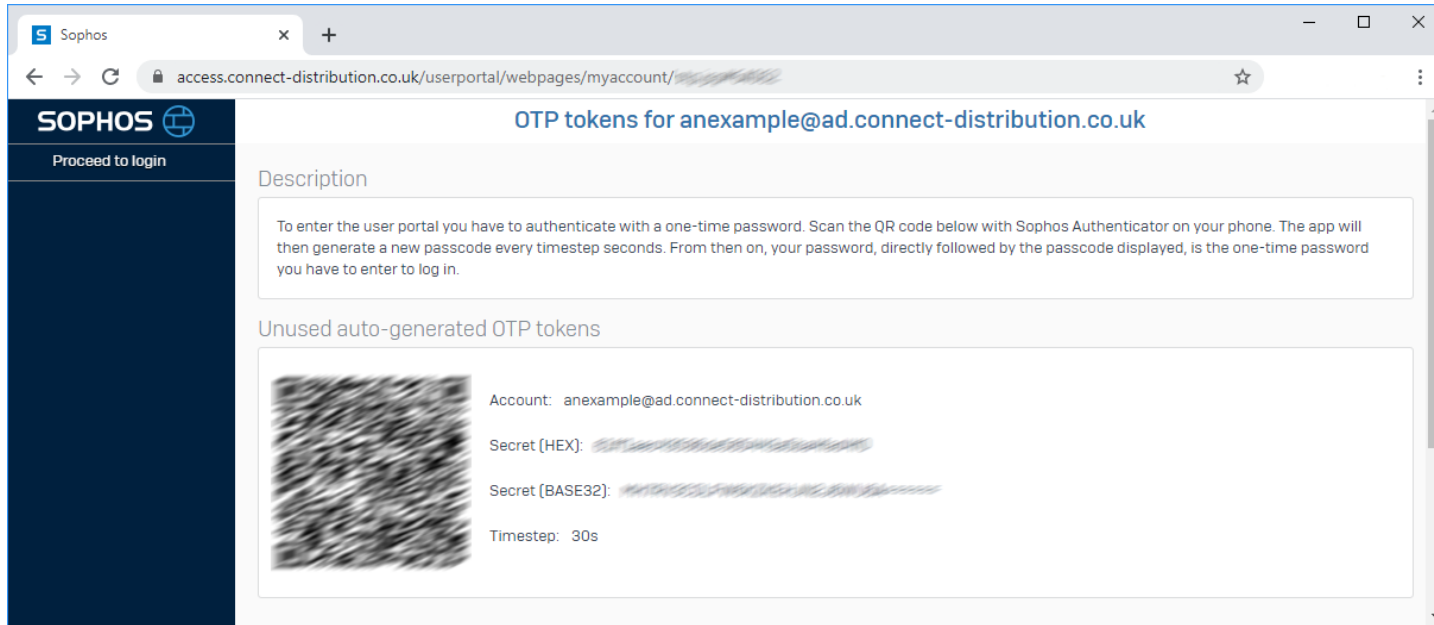 Sophos
access.connect-distribution.co.uk/userportal/webpages/myaccount/
SOPHOS
Proceed to login
OTP tokens for anexample@ad.connect-distribution.co.uk
Description
To enter the user portal you have to authenticate with a one-time password. Scan the QR code below with Sophos Authenticator on your phone. The app will
then generate a new passcode every timestep seconds. From then on, your password, directly followed by the passcode displayed, is the one-time password
you have to enter to log in.
Unused auto-generated OTP tokens
Account: anexample@ad.connect-distribution.co.uk
Secret (HEX):
Secret (BASE32):
Timestep: 30s